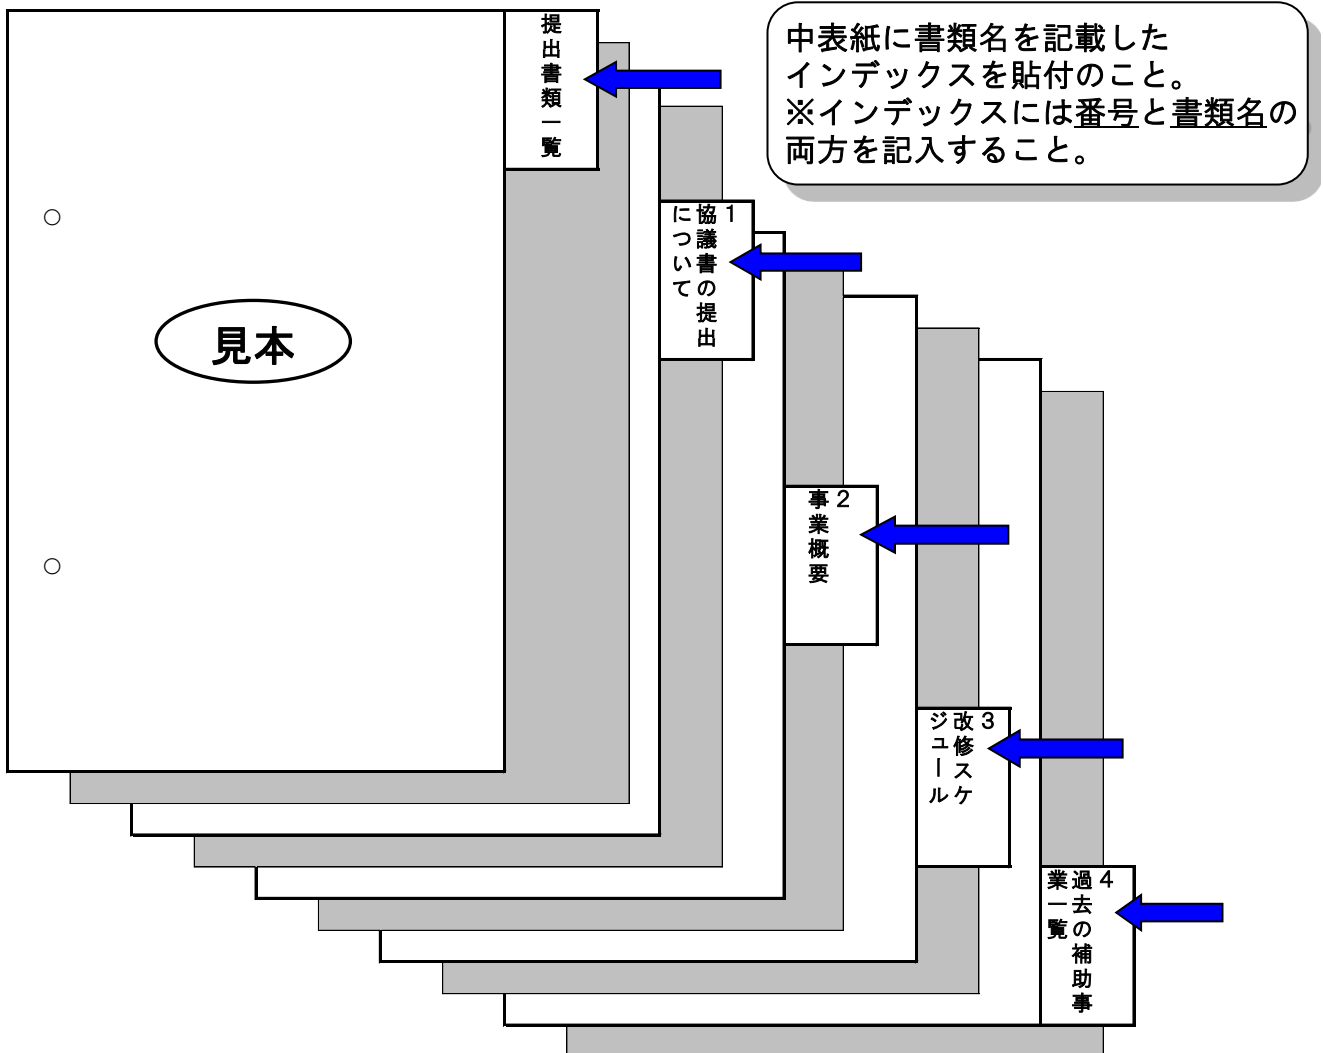 提出書類一覧
中表紙に書類名を記載した
インデックスを貼付のこと。
※インデックスには番号と書類名の
両方を記入すること。
1
協議書の提出
について
見本
2
事業概要
3
改修スケ
ジュール
4
過去の補助事
業一覧